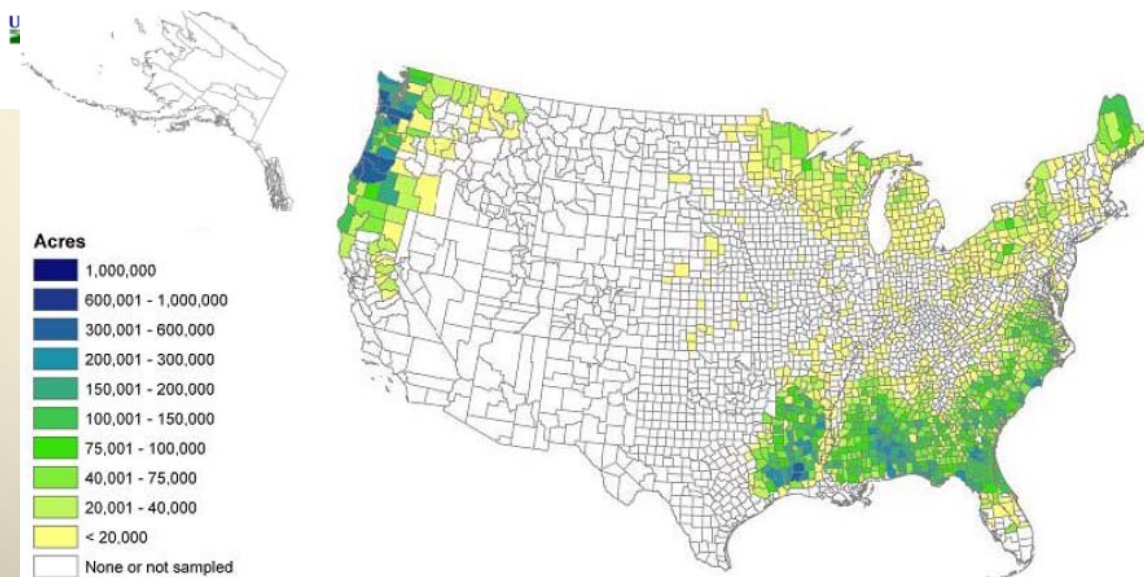 U
Acres
1,000,000
600,001 - 1,000,000
300,001 - 600,000
200,001 - 300,000
150,001 - 200,000
100,001 - 150,000
75,001 - 100,000
40,001 - 75,000
20,001 - 40,000
< 20,000
None or not sampled